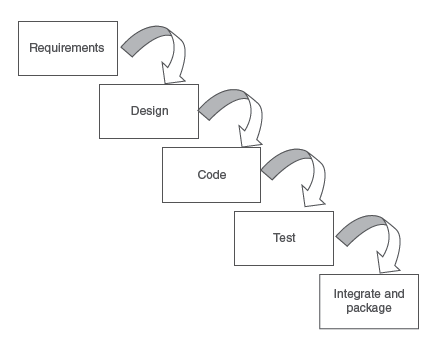 Requirements
Design
Code
Test
Integrate and
package